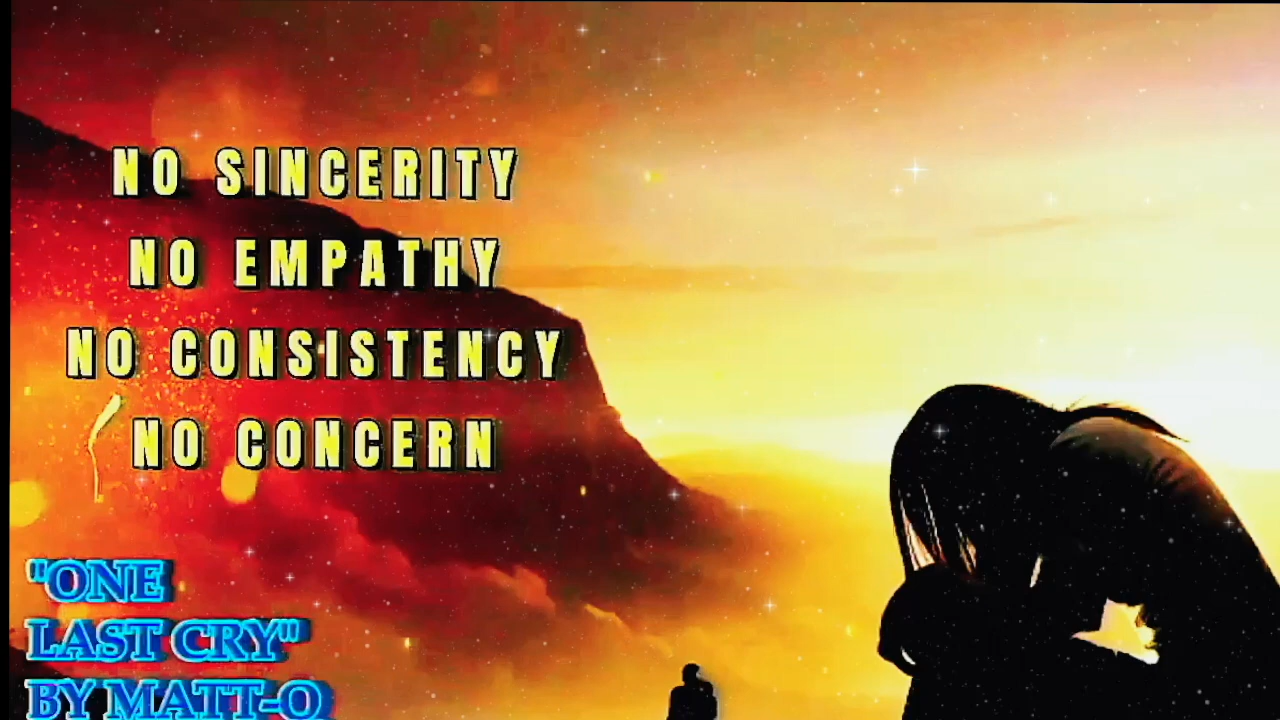 NO SINCERITY
NO EMPATHY
NO CONSISTENCY
NO CONCERN
"ONE
LAST CRY"
BY MATT-O